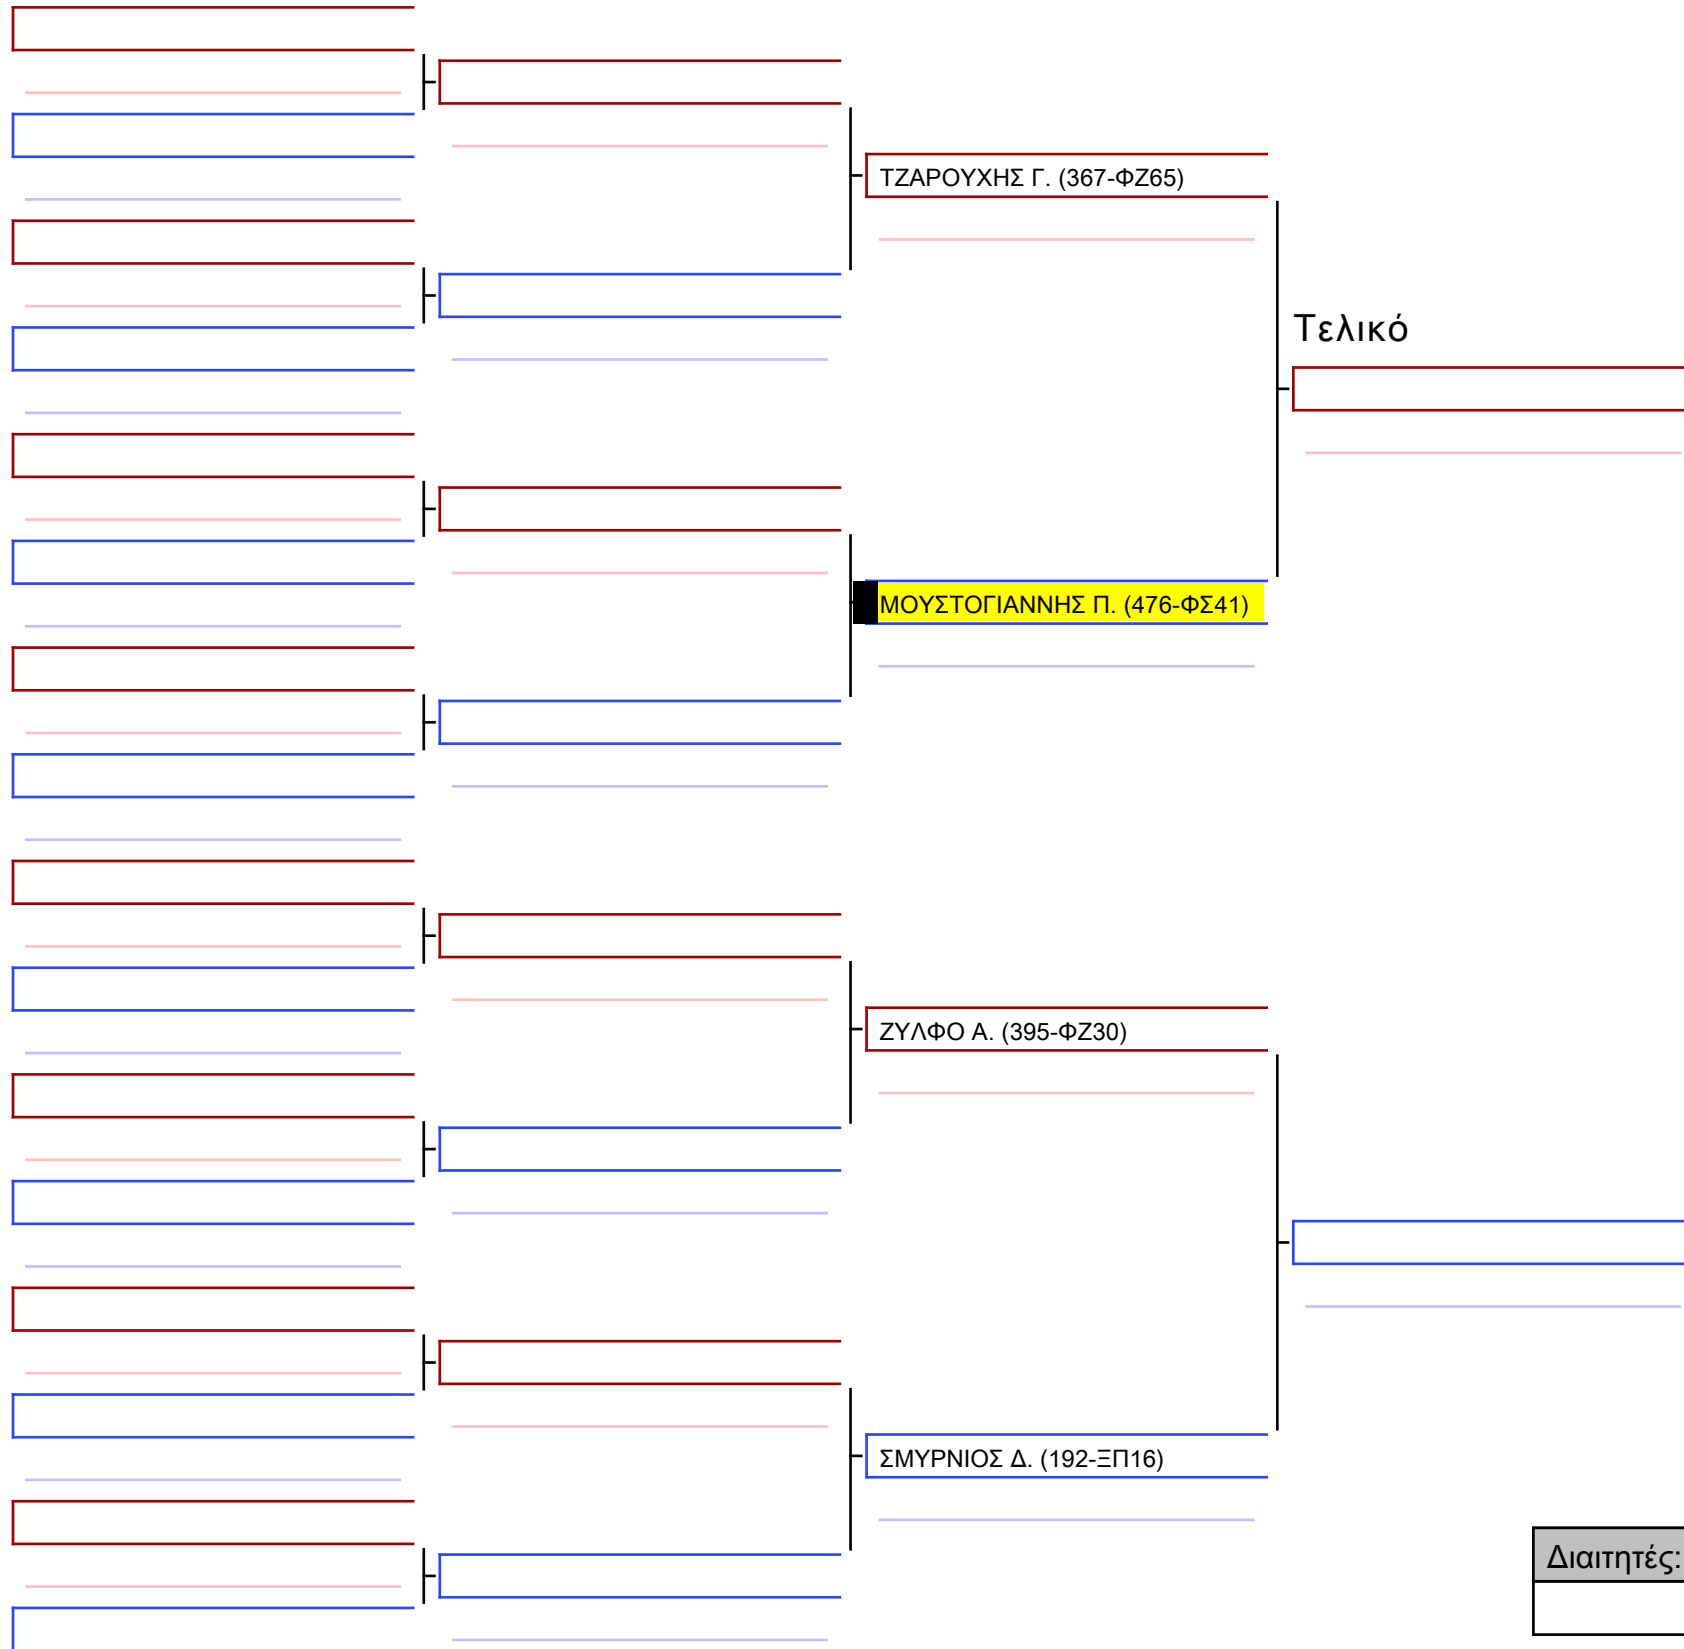 ΤΖΑΡΟΥΧΗΣ Γ. (367-ΦΖ65)
Τελικό
ΜΟΥΣΤΟΓΙΑΝΝΗΣ Π. (476-ΦΣ41)
ΖΥΛΦΟ Α. (395-ΦΖ30)
ΣΜΥΡΝΙΟΣ Δ. (192-ΞΠ16)
Διαιτητές: